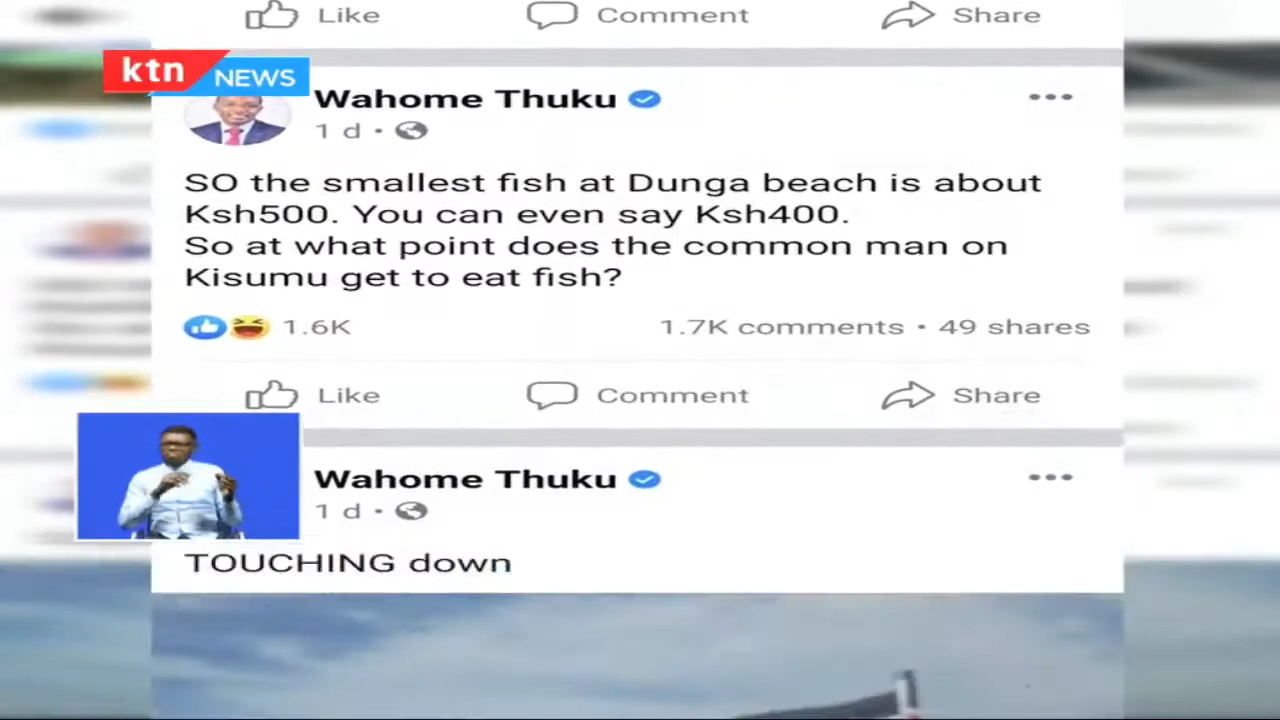 Like Comment Share
ktn NEWS
Wahome Thuku
1 d
SO the smallest fish at Dunga beach is about
Ksh500. You can even say Ksh400.
So at what point does the common man on
Kisumu get to eat fish?
1.6K 1.7K comments • 49 shares
Like Comment Share
Wahome Thuku
1 d
TOUCHING down